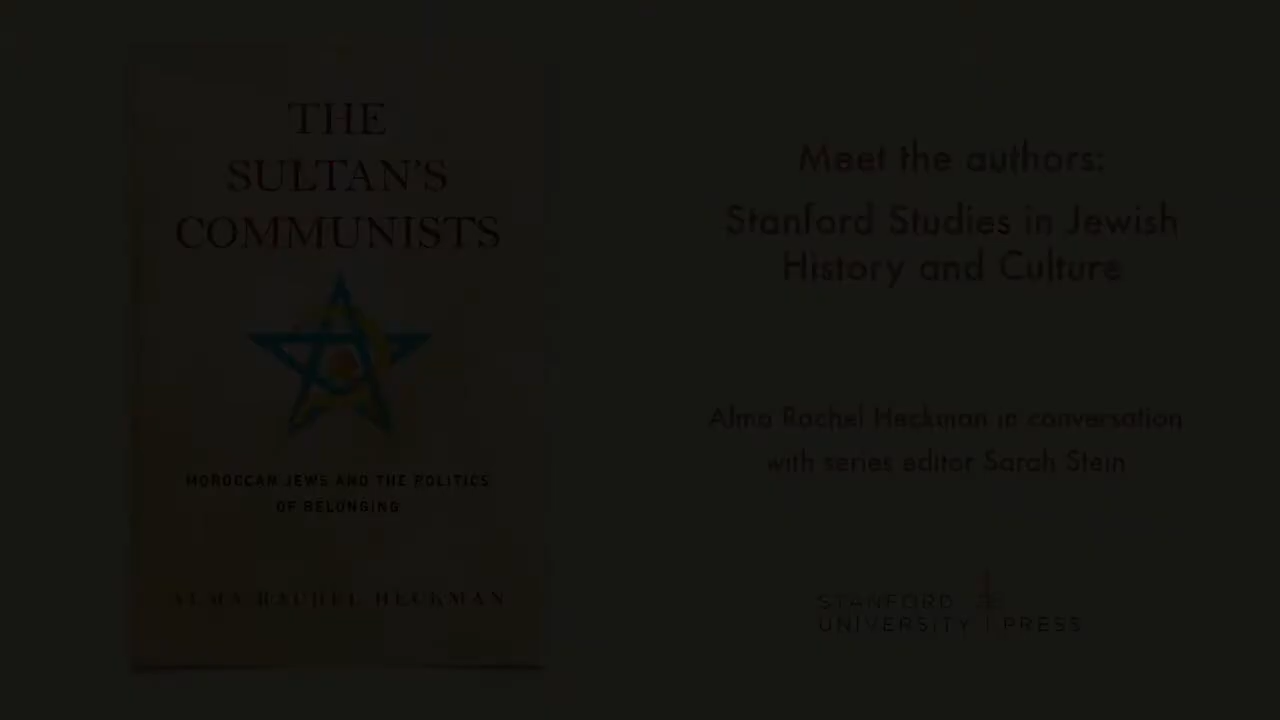 THE
SULTAN'S
COMMUNISTS
MOROCCAN JEWS AND THE POLITICS
OF BELONGING
ALMA RACHEL HECKMAN
Meet the authors:
Stanford Studies in Jewish
History and Culture
Alma Rachel Heckman in conversation
with series editor Sarah Stein
STANFORD
UNIVERSITY PRESS